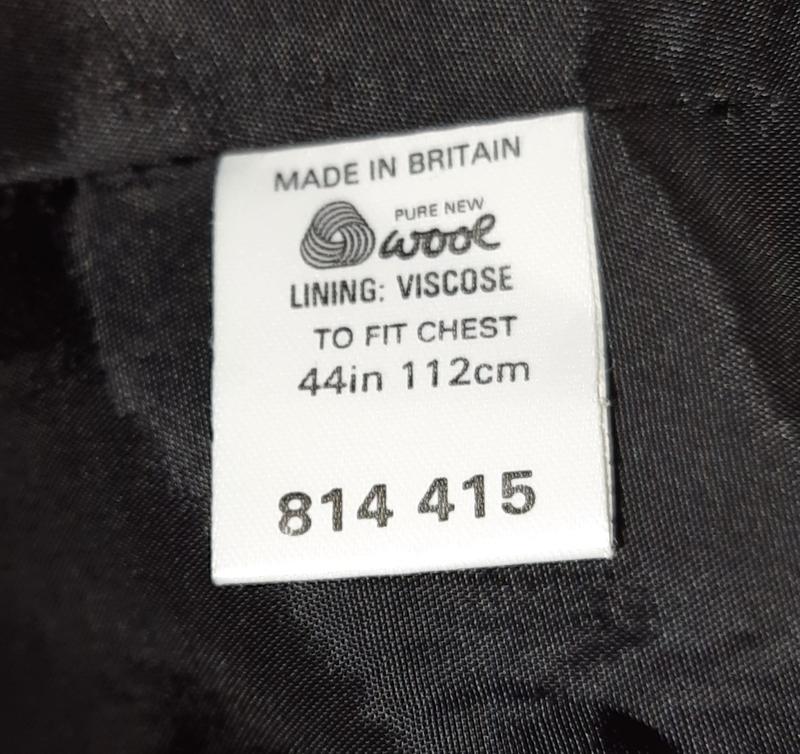 MADE IN BRITAIN
PURE NEW
wool
LINING: VISCOSE
TO FIT CHEST
44in 112cm
814 415